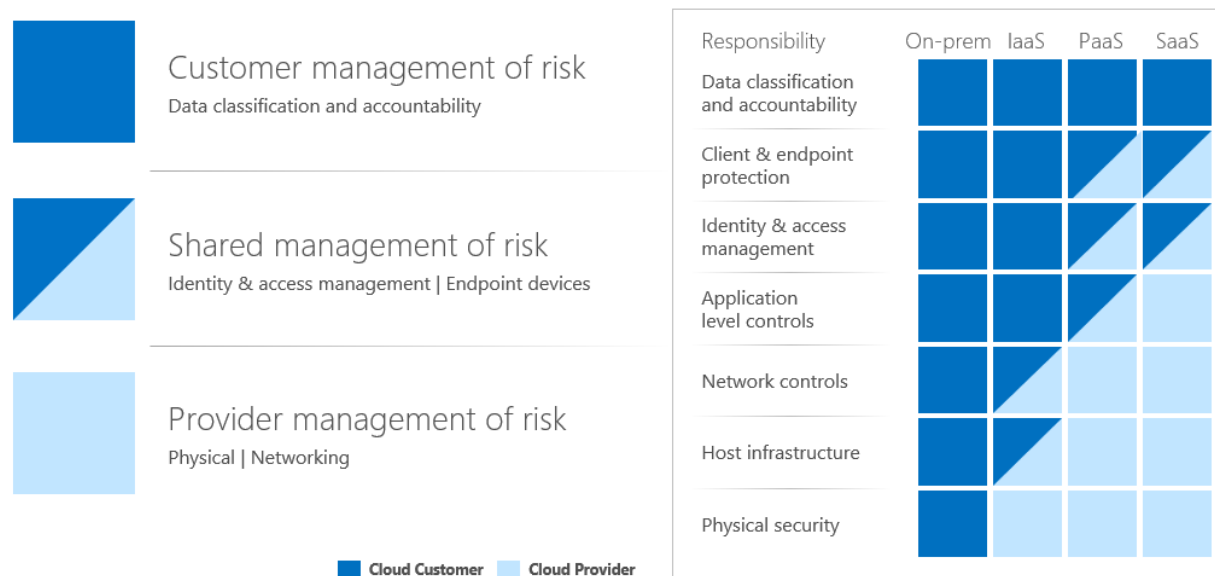 Customer management of risk
Data classification and accountability
Shared management of risk
Identity & access management | Endpoint devices
Provider management of risk
Physical | Networking
Cloud Customer Cloud Provider
Responsibility On-prem IaaS PaaS SaaS
Data classification
and accountability
Client & endpoint
protection
Identity & access
management
Application
level controls
Network controls
Host infrastructure
Physical security